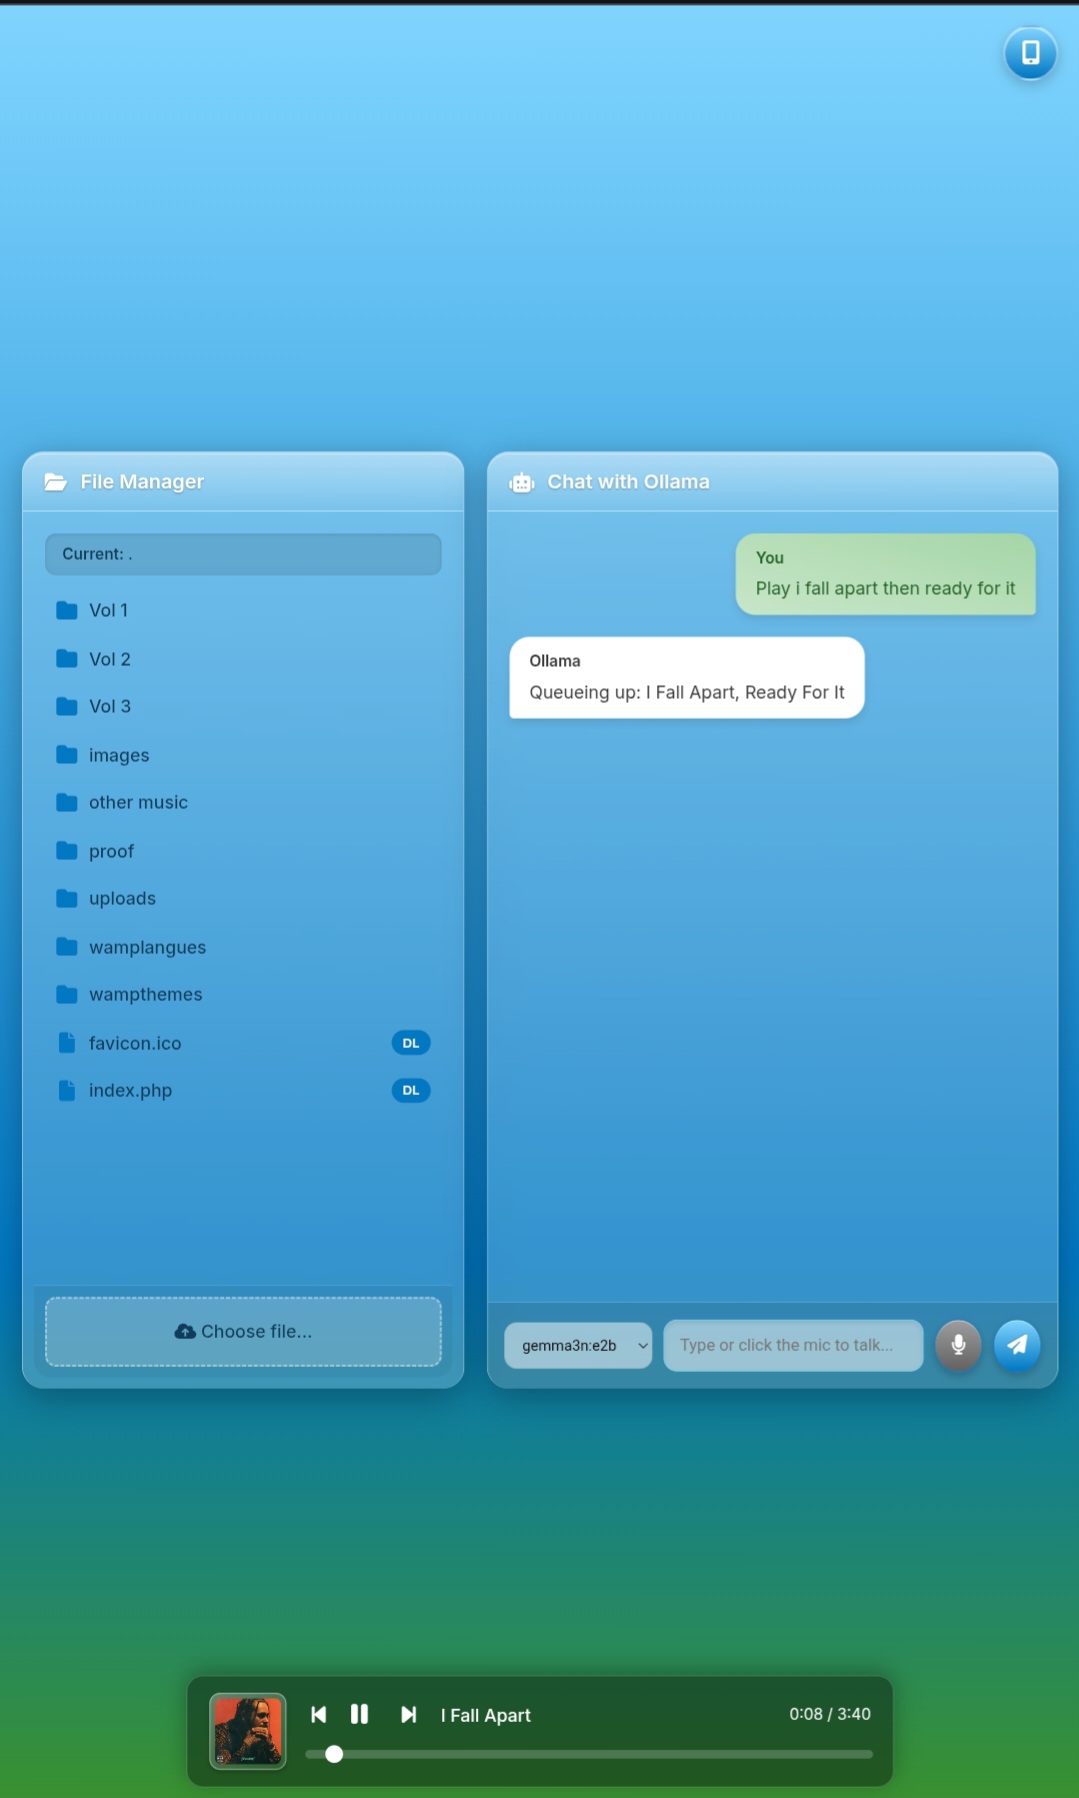 File Manager
Current: .
Vol 1
Vol 2
Vol 3
images
other music
proof
uploads
wamplangues
wampthemes
favicon.ico DL
index.php DL
Choose file...
Chat with Ollama
You
Play i fall apart then ready for it
Ollama
Queueing up: I Fall Apart, Ready For It
gemma3n:e2b
Type or click the mic to talk...
I Fall Apart
0:08 / 3:40